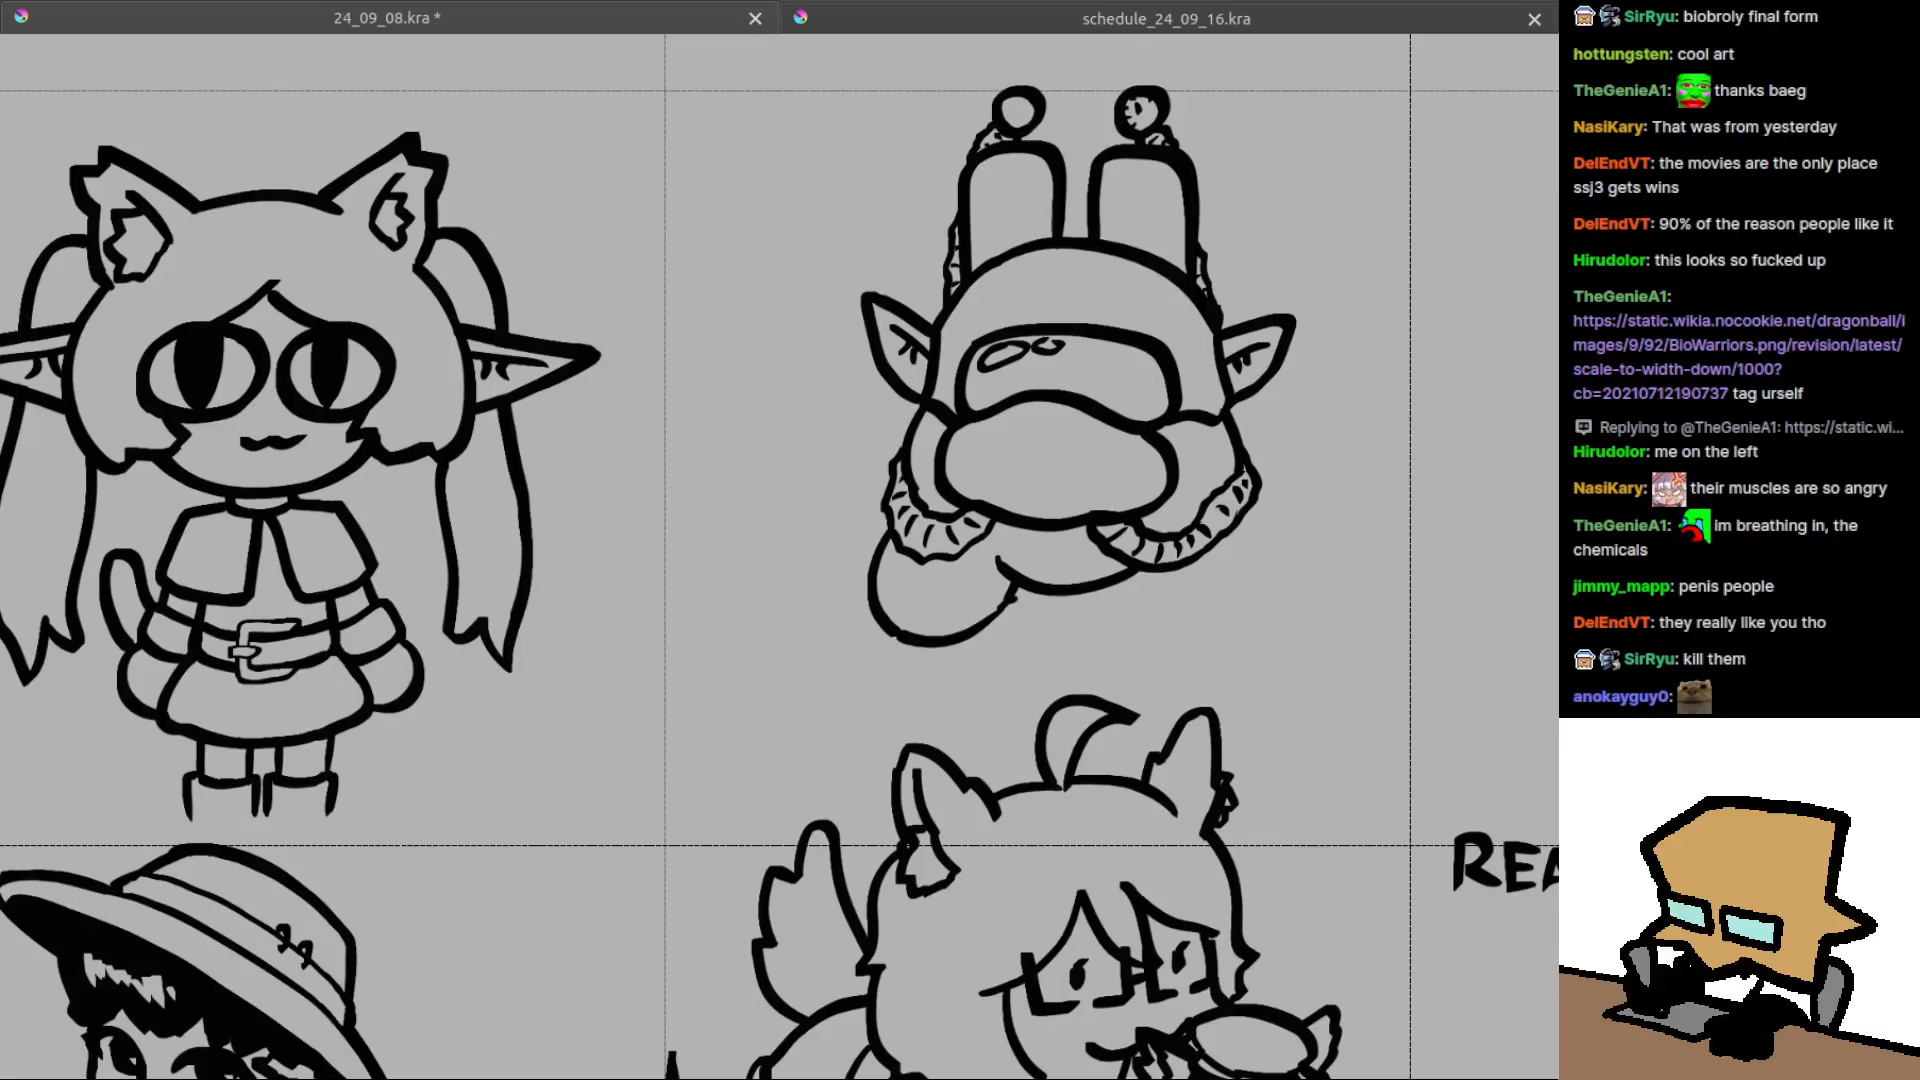 24_09_08.kra *
schedule_24_09_16.kra
SirRyu: biobroly final form
hottungsten: cool art
TheGenieA1: thanks baeg
NasiKary: That was from yesterday
DelEndVT: the movies are the only place
ssj3 gets wins
DelEndVT: 90% of the reason people like it
Hirudolor: this looks so fucked up
TheGenieA1:
https://static.wikia.nocookie.net/dragonball/i
mages/9/92/BioWarriors.png/revision/latest/
scale-to-width-down/1000?
cb=20210712190737 tag urself
Replying to @TheGenieA1: https://static.wi...
Hirudolor: me on the left
NasiKary: their muscles are so angry
TheGenieA1: im breathing in, the
chemicals
jimmy_mapp: penis people
DelEndVT: they really like you tho
SirRyu: kill them
anokayguy0:
REA